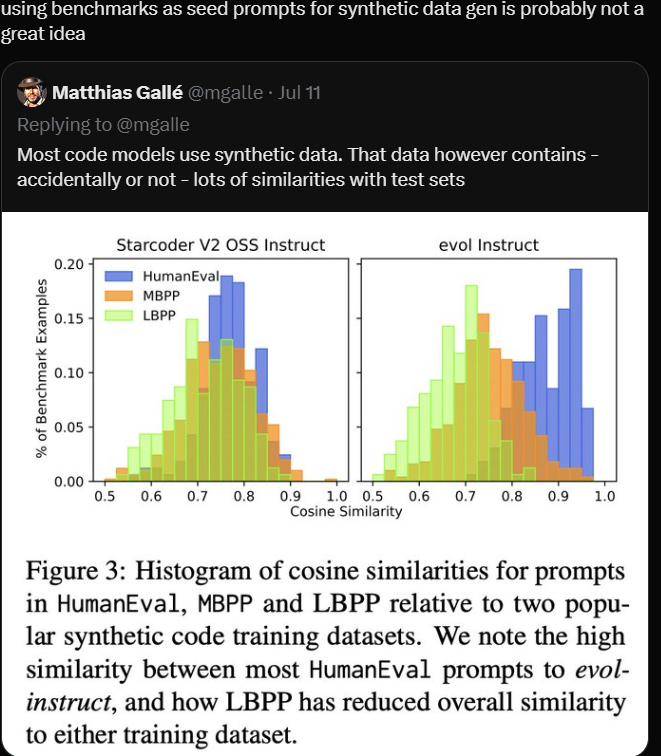 using benchmarks as seed prompts for synthetic data gen is probably not a
great idea
Matthias Gallé @mgalle · Jul 11
Replying to @mgalle
Most code models use synthetic data. That data however contains -
accidentally or not - lots of similarities with test sets
Starcoder V2 OSS Instruct
evol Instruct
% of Benchmark Examples
0.20
0.15
0.10
0.05
0.00
HumanEval
MBPP
LBPP
0.5 0.6 0.7 0.8 0.9 1.0
0.5 0.6 0.7 0.8 0.9 1.0
Cosine Similarity
Figure 3: Histogram of cosine similarities for prompts
in HumanEval, MBPP and LBPP relative to two popu-
lar synthetic code training datasets. We note the high
similarity between most HumanEval prompts to evol-
instruct, and how LBPP has reduced overall similarity
to either training dataset.